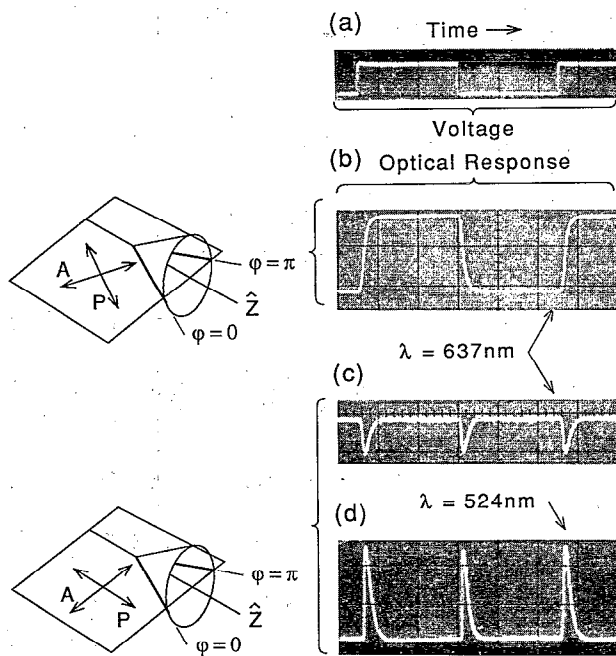 (a)
Time →
Voltage
(b)
Optical Response
A
P
φ = π
Ẑ
φ = 0
λ = 637nm
(c)
λ = 524nm
(d)
A
P
φ = π
Ẑ
φ = 0